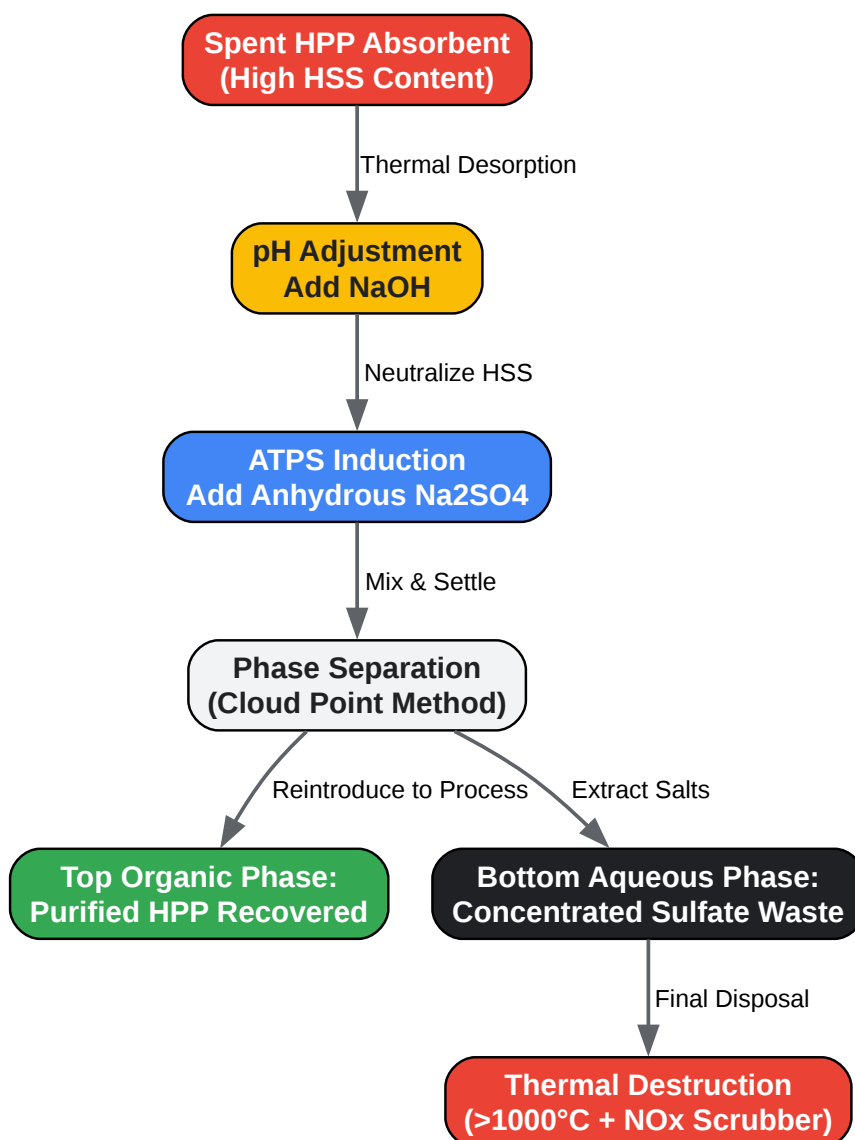 Spent HPP Absorbent
(High HSS Content)
Thermal Desorption
pH Adjustment
Add NaOH
Neutralize HSS
ATPS Induction
Add Anhydrous Na2SO4
Mix & Settle
Phase Separation
(Cloud Point Method)
Reintroduce to Process
Extract Salts
Top Organic Phase:
Purified HPP Recovered
Bottom Aqueous Phase:
Concentrated Sulfate Waste
Final Disposal
Thermal Destruction
(>1000°C + NOx Scrubber)